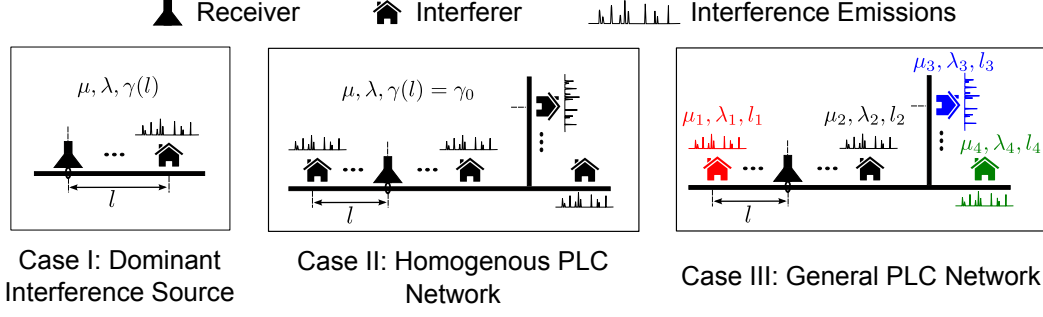 Receiver Interferer Interference Emissions
μ, λ, γ(l)
l
Case I: Dominant
Interference Source
μ, λ, γ(l) = γ₀
l
Case II: Homogenous PLC
Network
μ₁, λ₁, l₁
μ₂, λ₂, l₂
μ₃, λ₃, l₃
μ₄, λ₄, l₄
l
Case III: General PLC Network